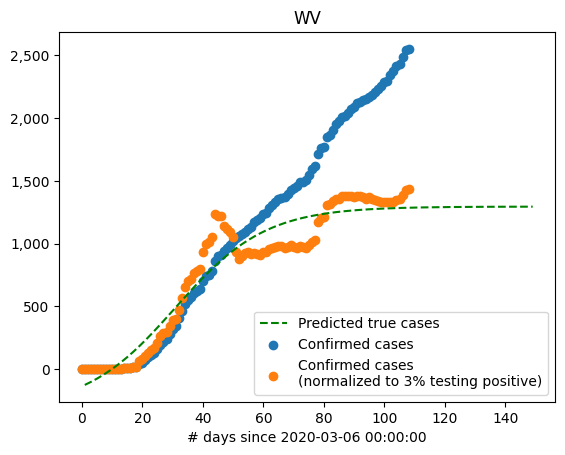 WV
2,500
2,000
1,500
1,000
500
0
Predicted true cases
Confirmed cases
Confirmed cases
(normalized to 3% testing positive)
0 20 40 60 80 100 120 140
# days since 2020-03-06 00:00:00